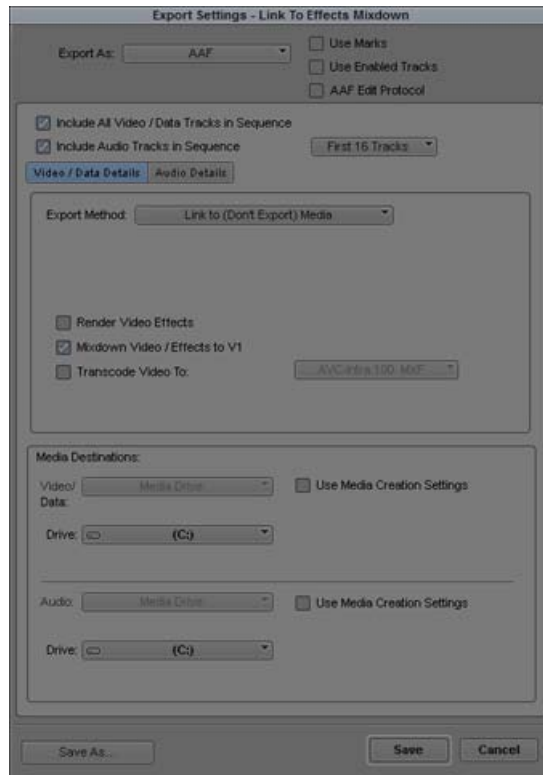 Export Settings - Link To Effects Mixdown
Export As: AAF
Use Marks
Use Enabled Tracks
AAF Edit Protocol
Include All Video / Data Tracks in Sequence
Include Audio Tracks in Sequence First 16 Tracks
Video / Data Details Audio Details
Export Method: Link to (Don't Export) Media
Render Video Effects
Mixdown Video / Effects to V1
Transcode Video To: AVC-Intra 100 MXF
Media Destinations:
Video/ Media Drive Use Media Creation Settings
Data:
Drive: (C:)
Audio: Media Drive Use Media Creation Settings
Drive: (C:)
Save As... Save Cancel